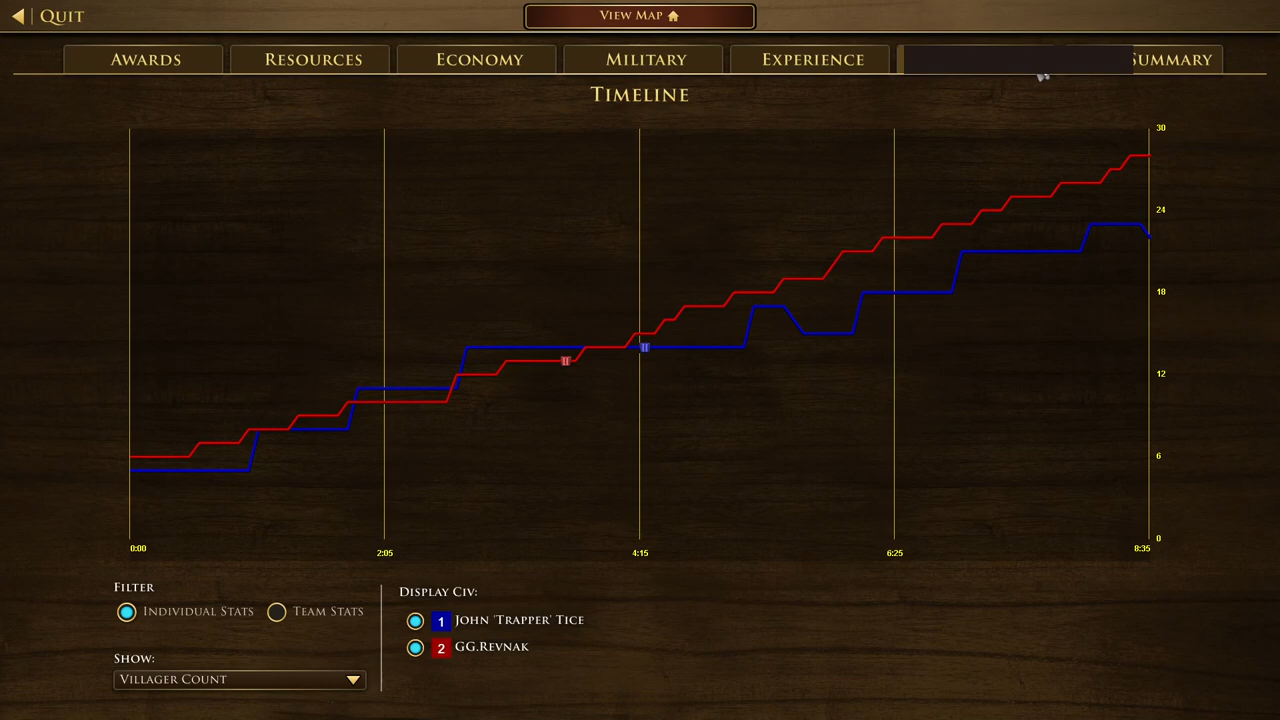 QUIT
VIEW MAP
AWARDS RESOURCES ECONOMY MILITARY EXPERIENCE SUMMARY
TIMELINE
30
24
18
12
6
0
II II
0:00 2:05 4:15 6:25 8:35
FILTER
INDIVIDUAL STATS TEAM STATS
SHOW:
VILLAGER COUNT
DISPLAY CIV:
1 JOHN 'TRAPPER' TICE
2 GG.REVNAK